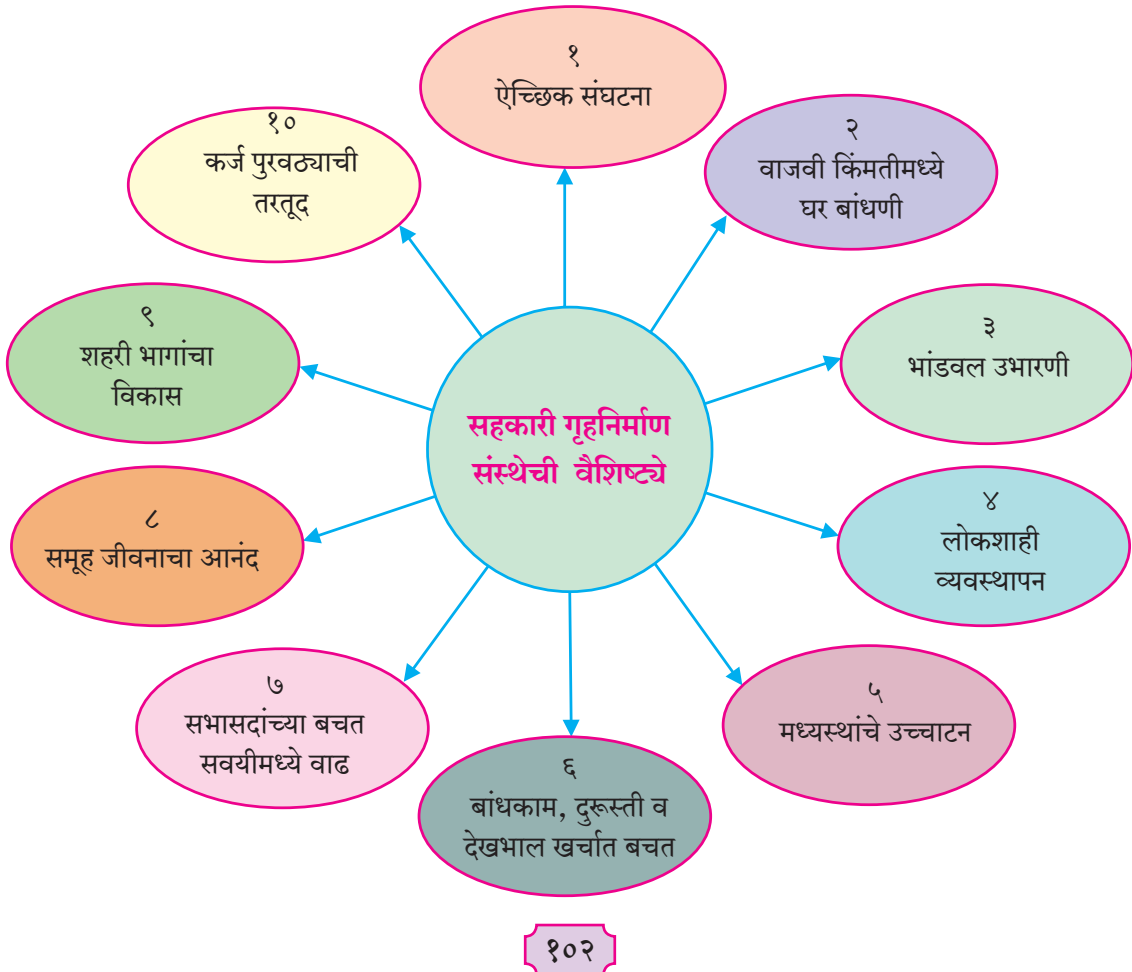 सहकारी गृहनिर्माण
संस्थेची वैशिष्ट्ये
१
ऐच्छिक संघटना
२
वाजवी किंमतीमध्ये
घर बांधणी
३
भांडवल उभारणी
४
लोकशाही
व्यवस्थापन
५
मध्यस्थांचे उच्चाटन
६
बांधकाम, दुरूस्ती व
देखभाल खर्चात बचत
७
सभासदांच्या बचत
सवयीमध्ये वाढ
८
समूह जीवनाचा आनंद
९
शहरी भागांचा
विकास
१०
कर्ज पुरवठ्याची
तरतूद
१०२